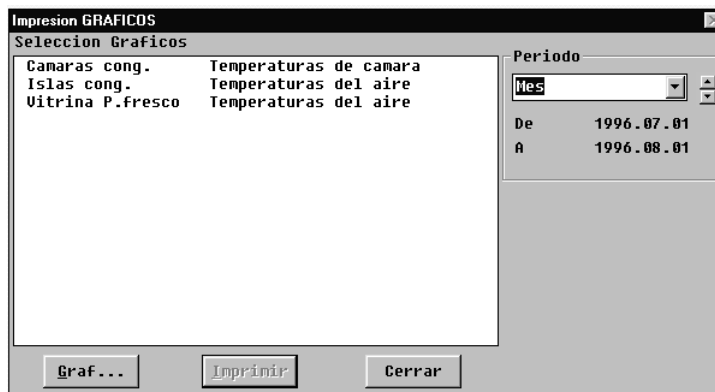 Impresion GRAFICOS
Seleccion Graficos
Camaras cong. Temperaturas de camara
Islas cong. Temperaturas del aire
Vitrina P.fresco Temperaturas del aire
Periodo
Mes
De 1996.07.01
A 1996.08.01
Graf... Imprimir Cerrar